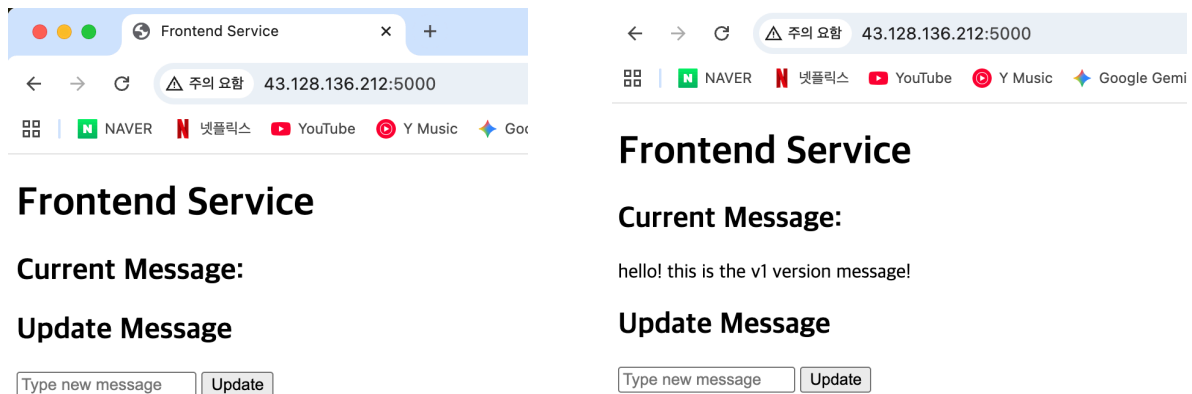 Frontend Service
주의 요함 43.128.136.212:5000
NAVER 넷플릭스 YouTube Y Music Goo
Frontend Service
Current Message:
Update Message
Type new message Update
주의 요함 43.128.136.212:5000
NAVER 넷플릭스 YouTube Y Music Google Gemi
Frontend Service
Current Message:
hello! this is the v1 version message!
Update Message
Type new message Update